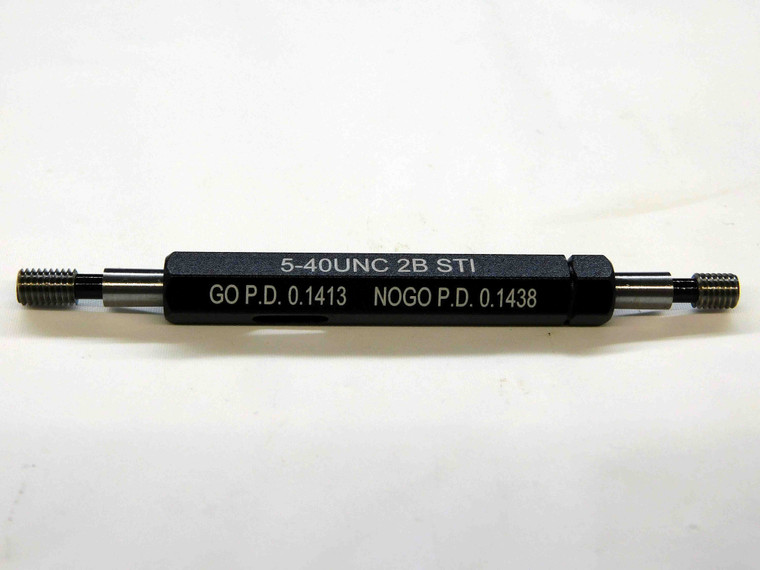 5-40UNC 2B STI
GO P.D. 0.1413 NOGO P.D. 0.1438